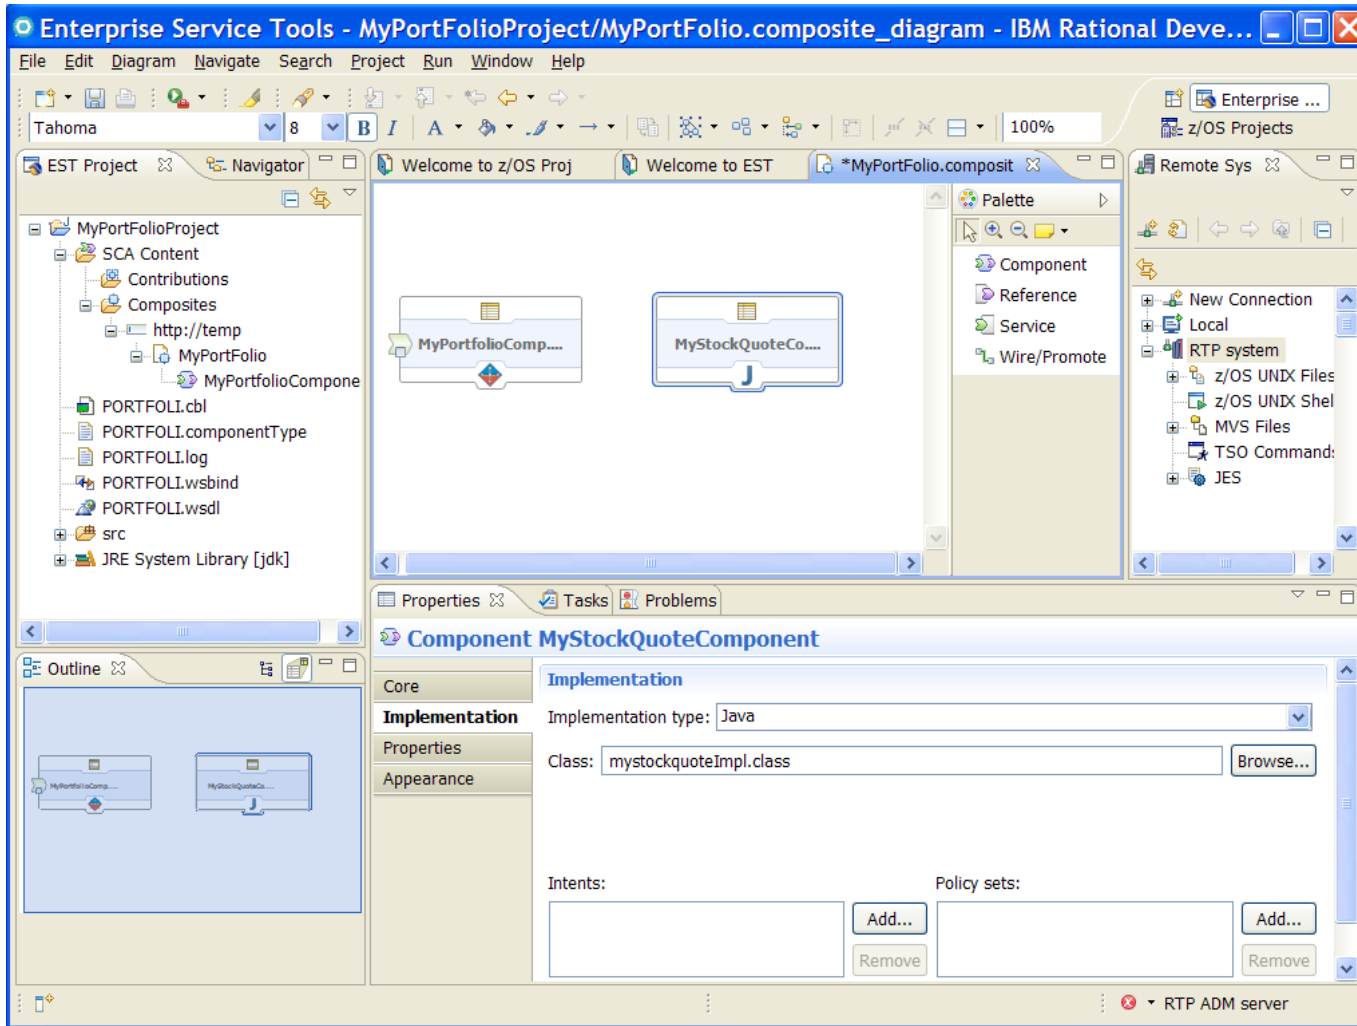 Enterprise Service Tools - MyPortFolioProject/MyPortFolio.composite_diagram - IBM Rational Deve...
File Edit Diagram Navigate Search Project Run Window Help
Enterprise ...
Tahoma 8 B I A 100%
z/OS Projects
EST Project Navigator
Welcome to z/OS Proj Welcome to EST *MyPortFolio.composit
Remote Sys
MyPortFolioProject
SCA Content
Contributions
Composites
http://temp
MyPortFolio
MyPortfolioCompone
PORTFOLI.cbl
PORTFOLI.componentType
PORTFOLI.log
PORTFOLI.wsbind
PORTFOLI.wsdl
src
JRE System Library [jdk]
MyPortfolioComp....
MyStockQuoteCo....
J
Palette
Component
Reference
Service
Wire/Promote
New Connection
Local
RTP system
z/OS UNIX Files
z/OS UNIX Shel
MVS Files
TSO Command
JES
Outline
MyPortfolioComp....
MyStockQuoteCo....
J
Properties Tasks Problems
Component MyStockQuoteComponent
Core
Implementation
Properties
Appearance
Implementation
Implementation type: Java
Class: mystockquoteImpl.class Browse...
Intents: Policy sets:
Add... Add...
Remove Remove
RTP ADM server